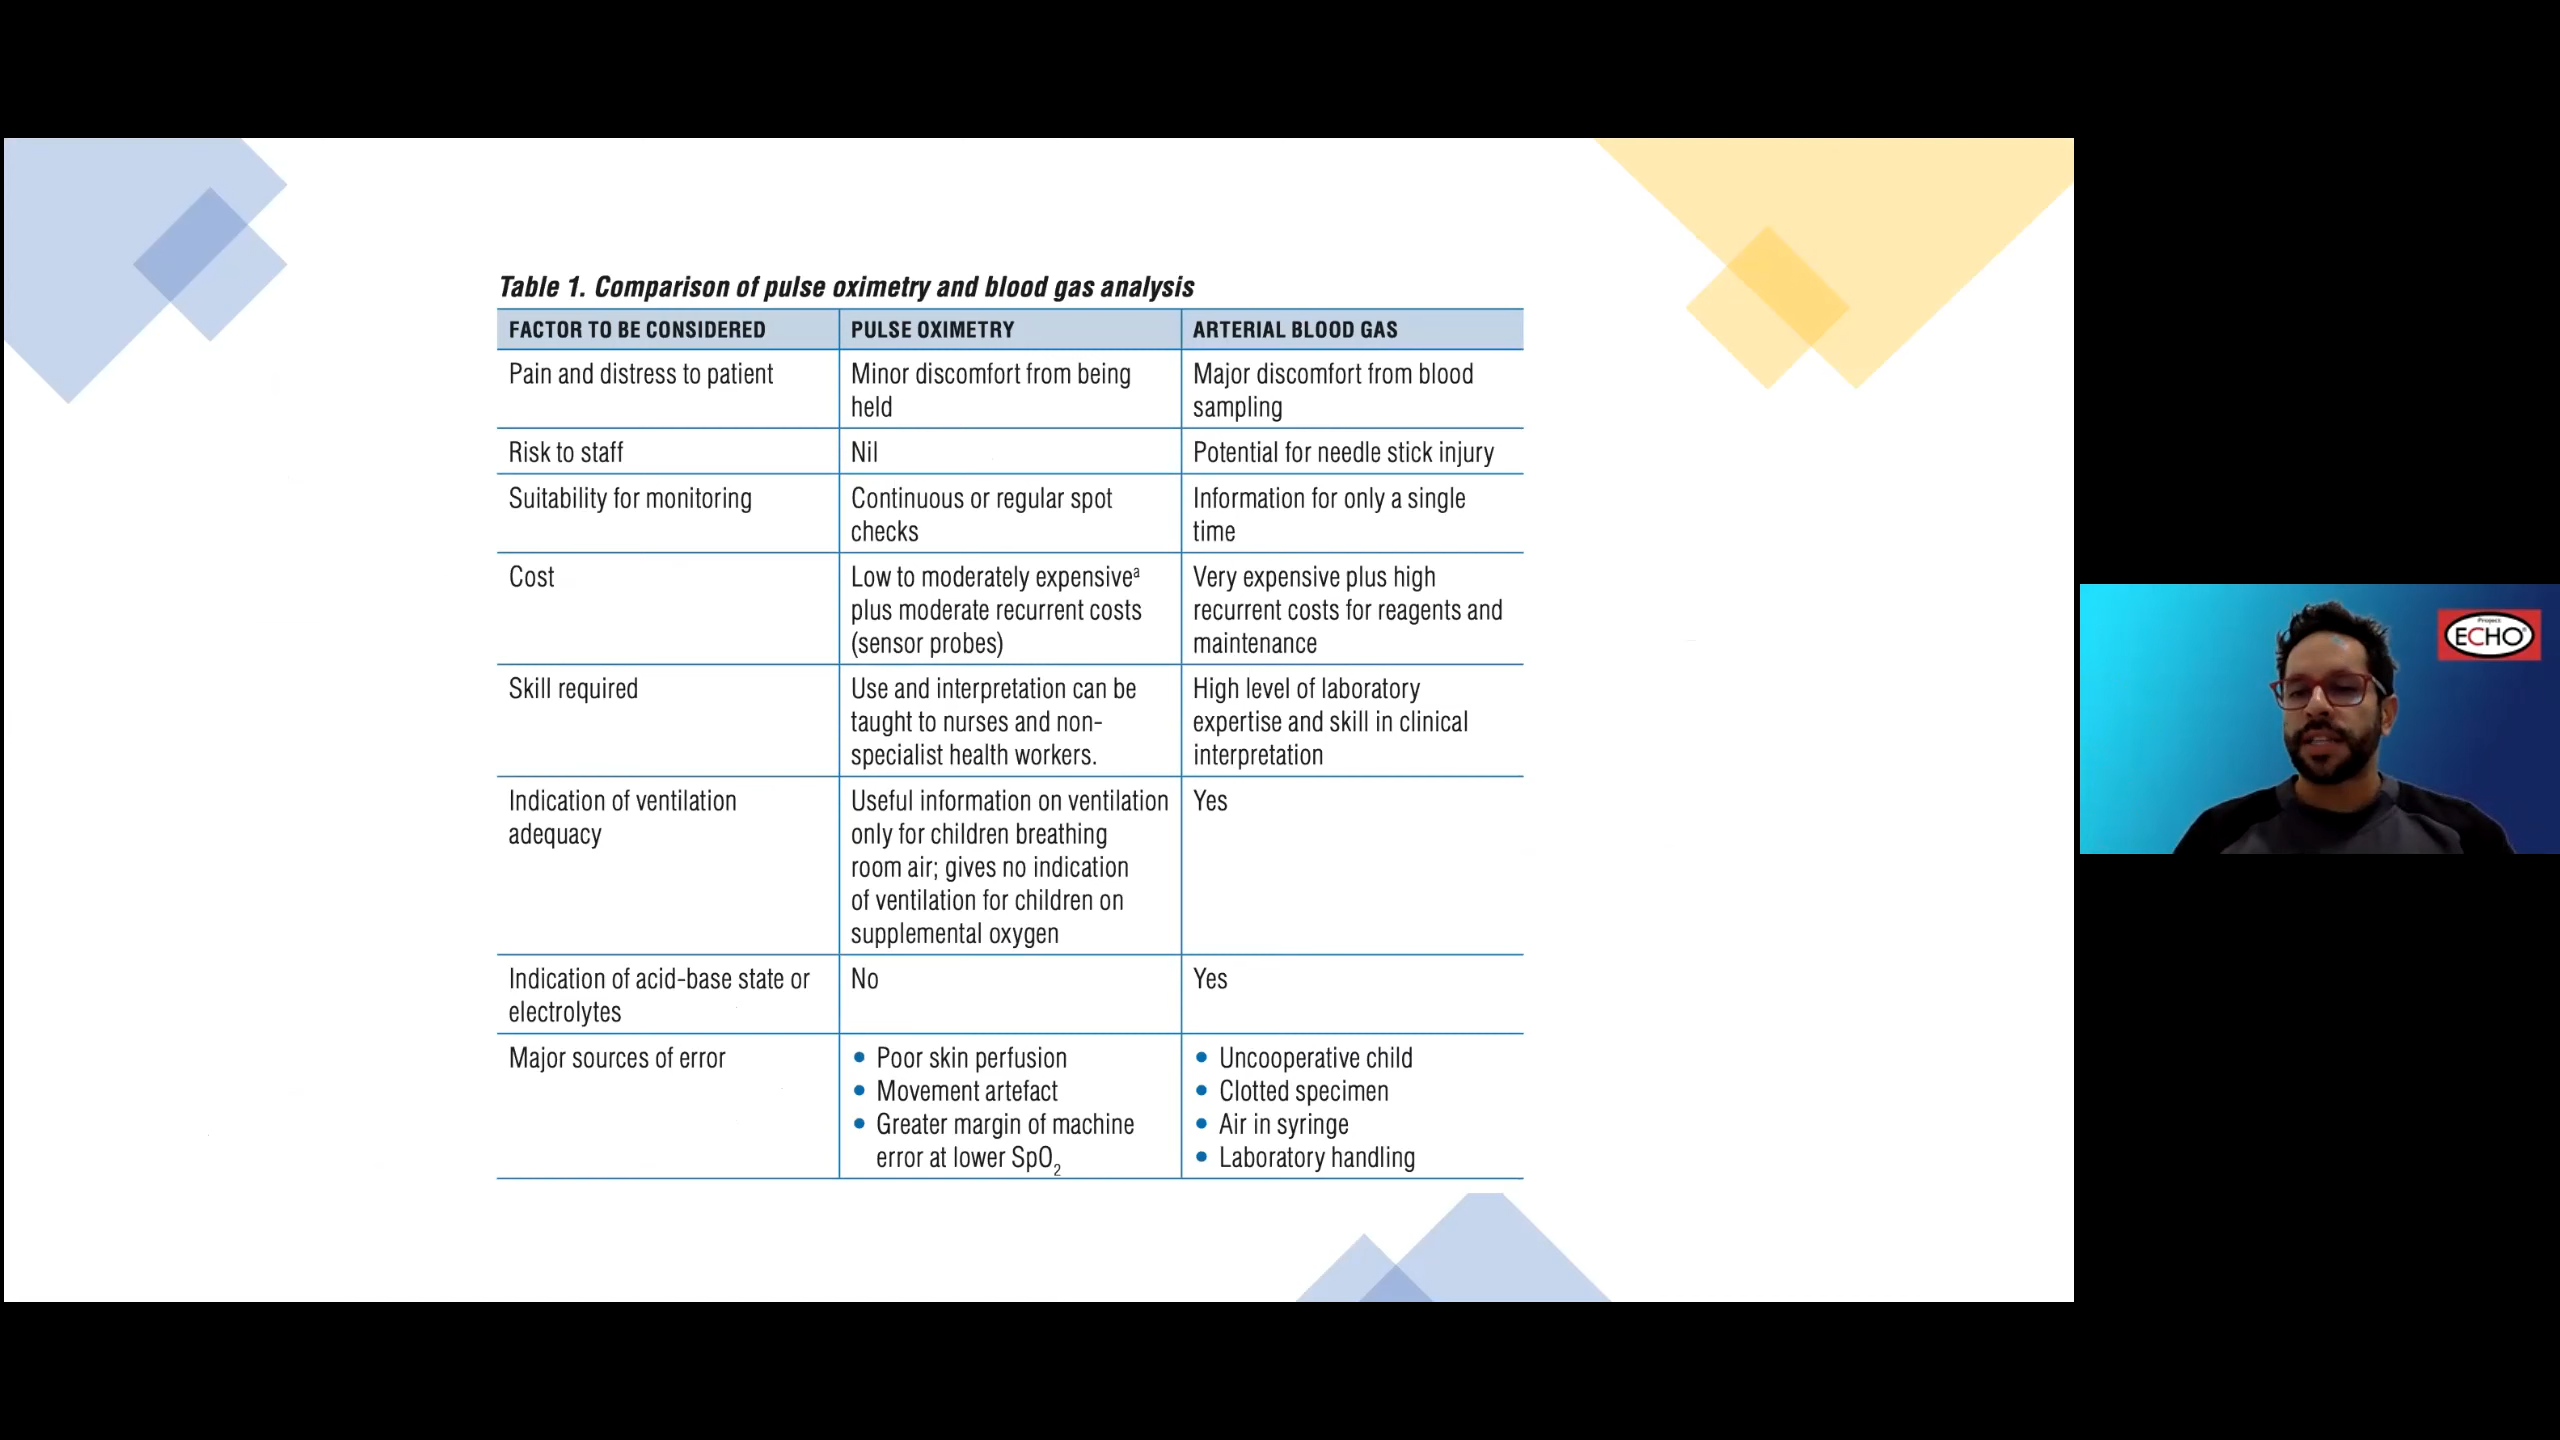 Table 1. Comparison of pulse oximetry and blood gas analysis
FACTOR TO BE CONSIDERED
PULSE OXIMETRY
ARTERIAL BLOOD GAS
Pain and distress to patient
Minor discomfort from being
held
Major discomfort from blood
sampling
Risk to staff
Nil
Potential for needle stick injury
Suitability for monitoring
Continuous or regular spot
checks
Information for only a single
time
Cost
Low to moderately expensiveᵃ
plus moderate recurrent costs
(sensor probes)
Very expensive plus high
recurrent costs for reagents and
maintenance
Skill required
Use and interpretation can be
taught to nurses and non-
specialist health workers.
High level of laboratory
expertise and skill in clinical
interpretation
Indication of ventilation
adequacy
Useful information on ventilation
only for children breathing
room air; gives no indication
of ventilation for children on
supplemental oxygen
Yes
Indication of acid-base state or
electrolytes
No
Yes
Major sources of error
• Poor skin perfusion
• Movement artefact
• Greater margin of machine
error at lower SpO₂
• Uncooperative child
• Clotted specimen
• Air in syringe
• Laboratory handling
Project
ECHO®